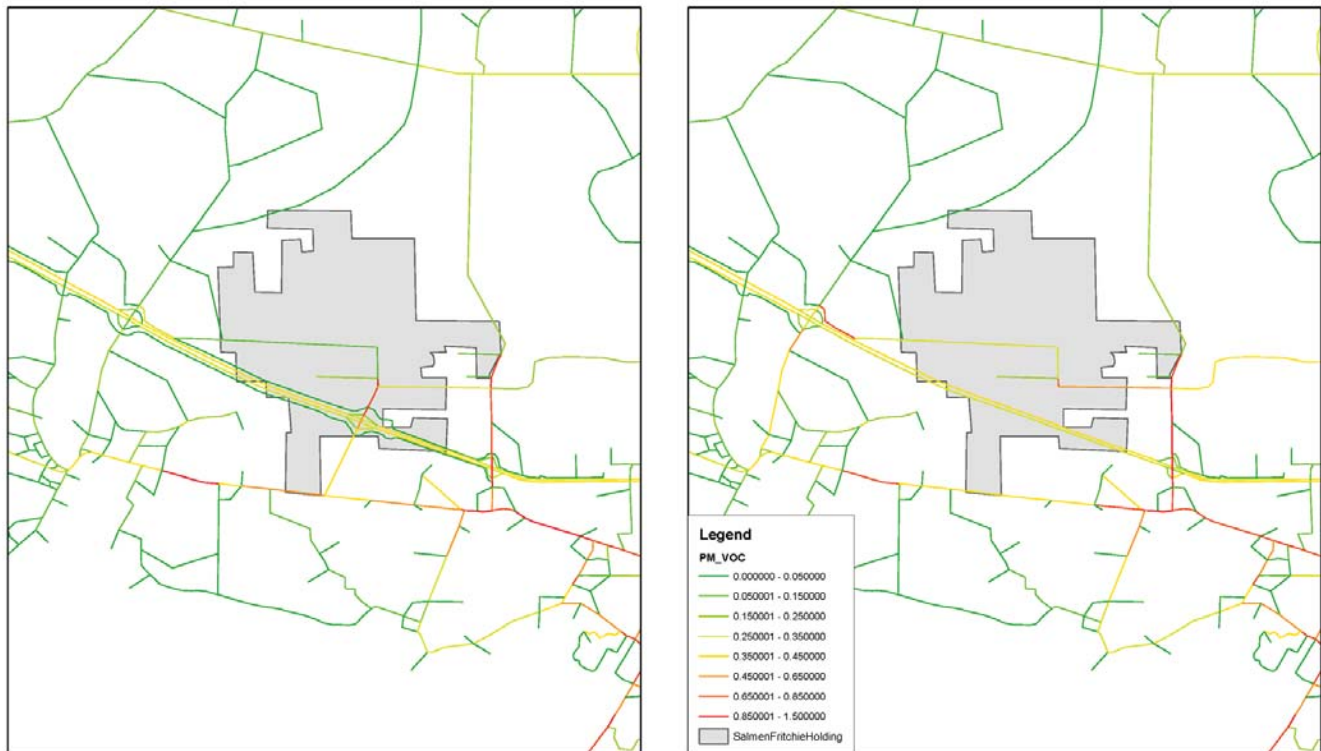 Legend
PM_VOC
0.000000 - 0.050000
0.050001 - 0.150000
0.150001 - 0.250000
0.250001 - 0.350000
0.350001 - 0.450000
0.450001 - 0.650000
0.650001 - 0.850000
0.850001 - 1.500000
SalmenFritchieHolding